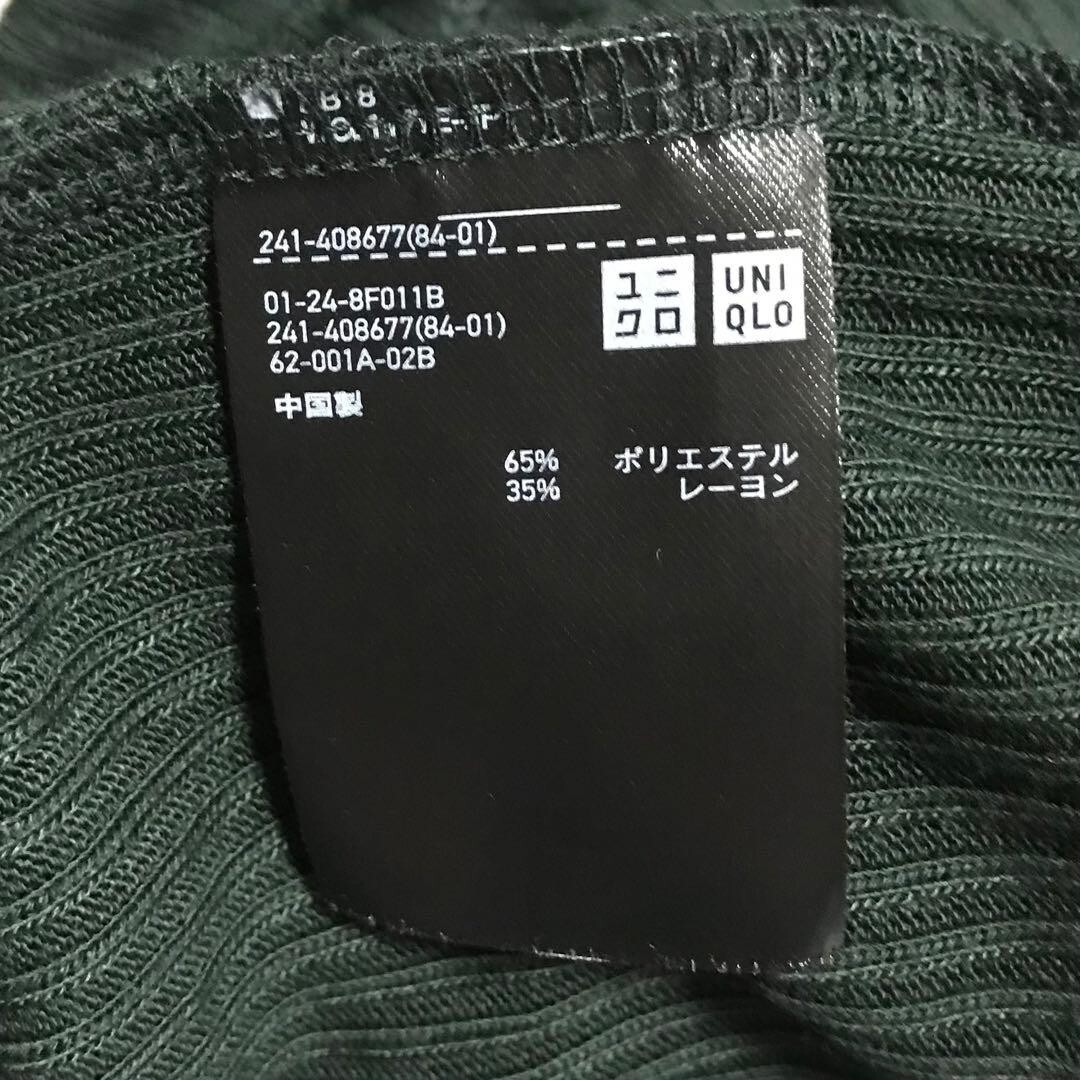 241-408677(84-01)
01-24-8F011B
241-408677(84-01)
62-001A-02B
中国製
ユニ
クロ
UNI
QLO
65% ポリエステル
35% レーヨン